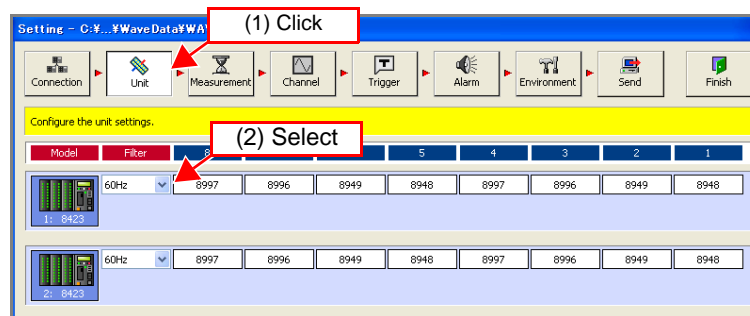 Setting - C:¥...¥WaveData¥WA
(1) Click
Connection Unit Measurement Channel Trigger Alarm Environment Send Finish
Configure the unit settings.
(2) Select
Model Filter 8 5 4 3 2 1
60Hz 8997 8996 8949 8948 8997 8996 8949 8948
1: 8423
60Hz 8997 8996 8949 8948 8997 8996 8949 8948
2: 8423